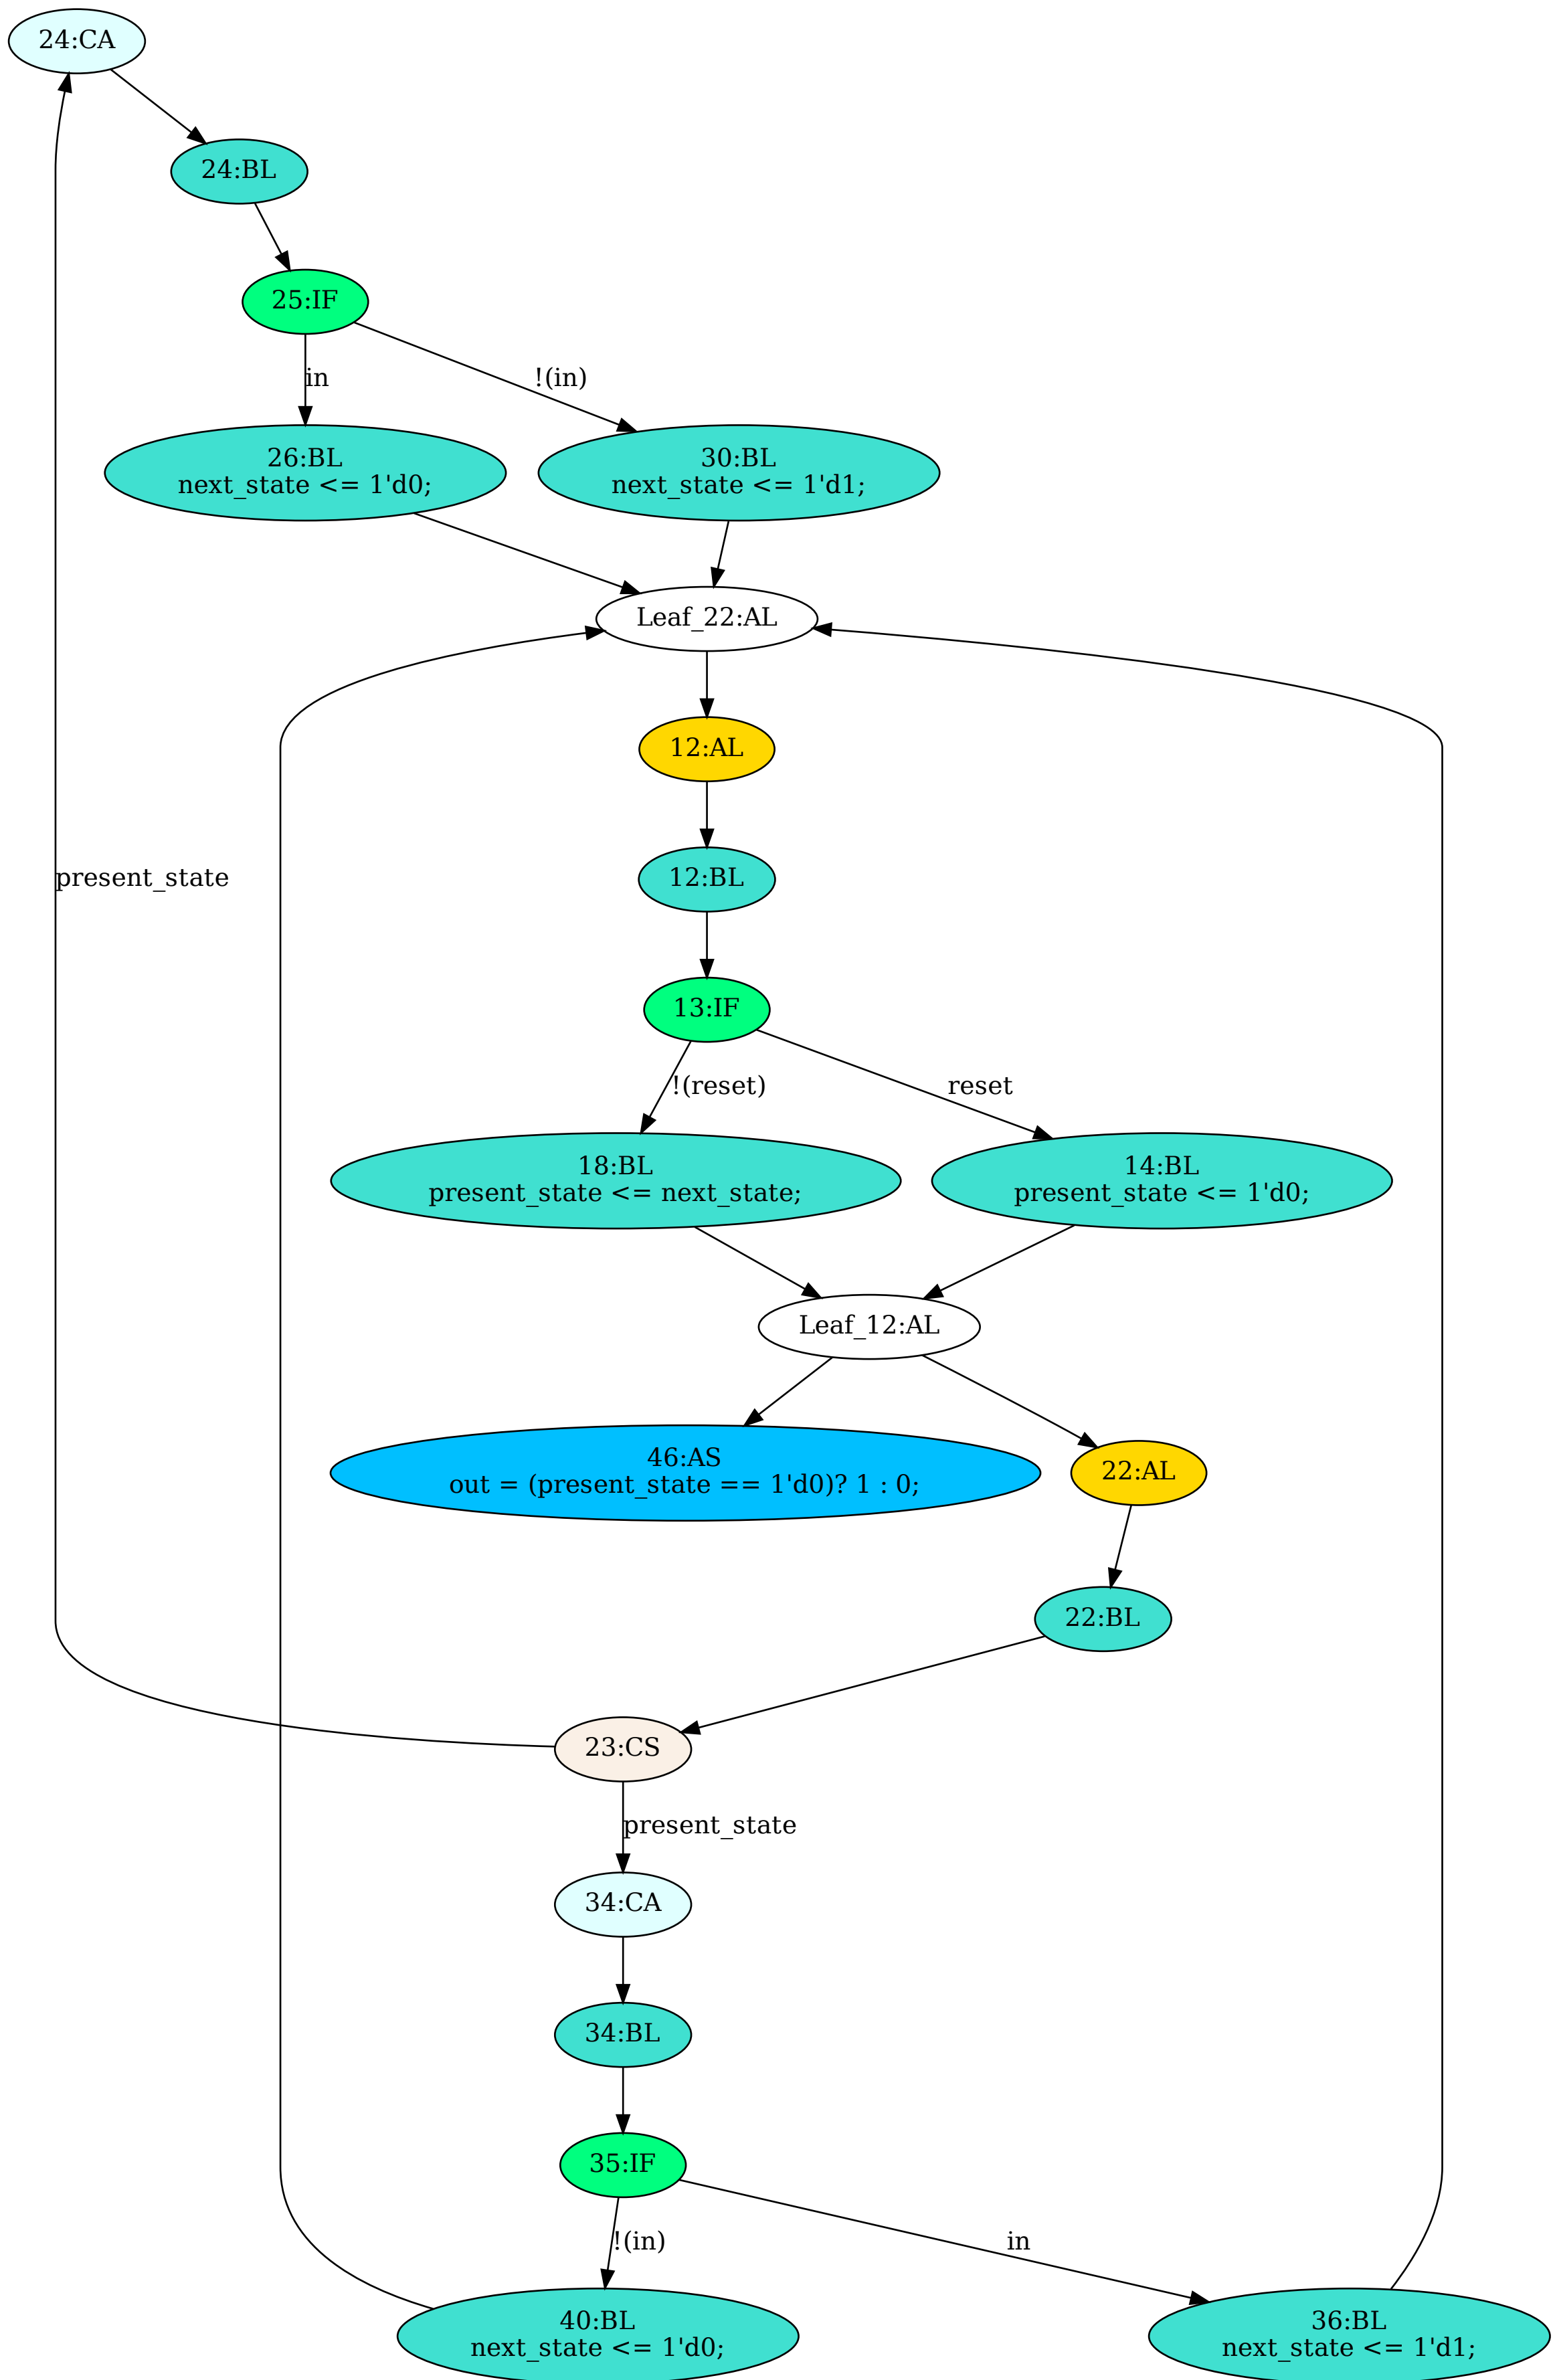 24:CA
24:BL
25:IF
in
!(in)
26:BL
next_state <= 1'd0;
30:BL
next_state <= 1'd1;
Leaf_22:AL
12:AL
present_state
12:BL
13:IF
!(reset)
reset
18:BL
present_state <= next_state;
14:BL
present_state <= 1'd0;
Leaf_12:AL
46:AS
out = (present_state == 1'd0)? 1 : 0;
22:AL
22:BL
23:CS
present_state
34:CA
34:BL
35:IF
!(in)
in
40:BL
next_state <= 1'd0;
36:BL
next_state <= 1'd1;